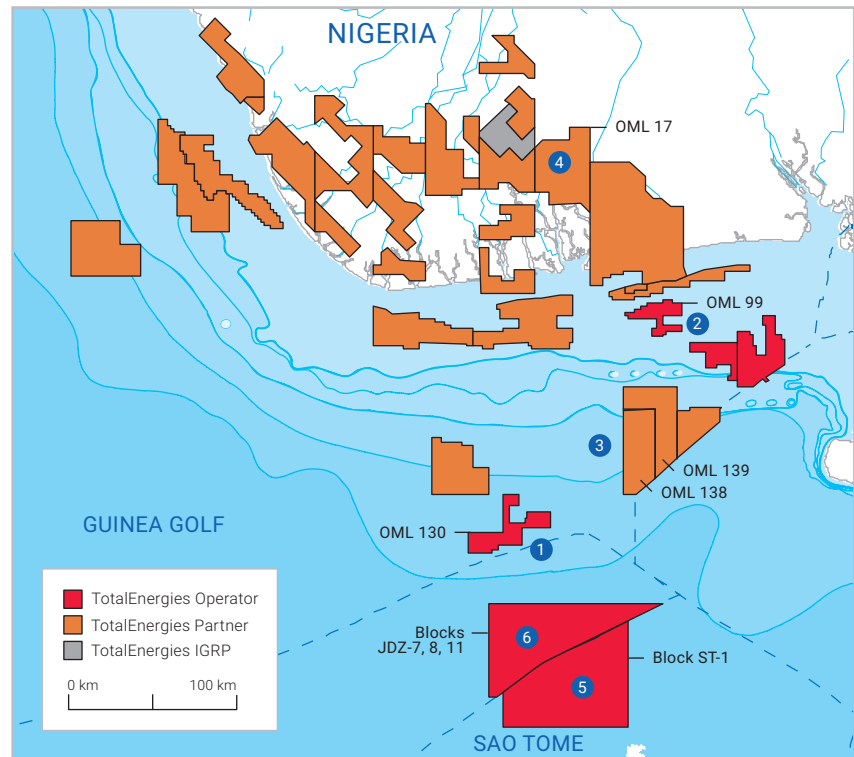 NIGERIA
OML 17
4
OML 99
2
3
OML 139
OML 138
GUINEA GOLF
OML 130
1
TotalEnergies Operator
TotalEnergies Partner
TotalEnergies IGRP
0 km 100 km
Blocks
JDZ-7, 8, 11
6
Block ST-1
5
SAO TOME